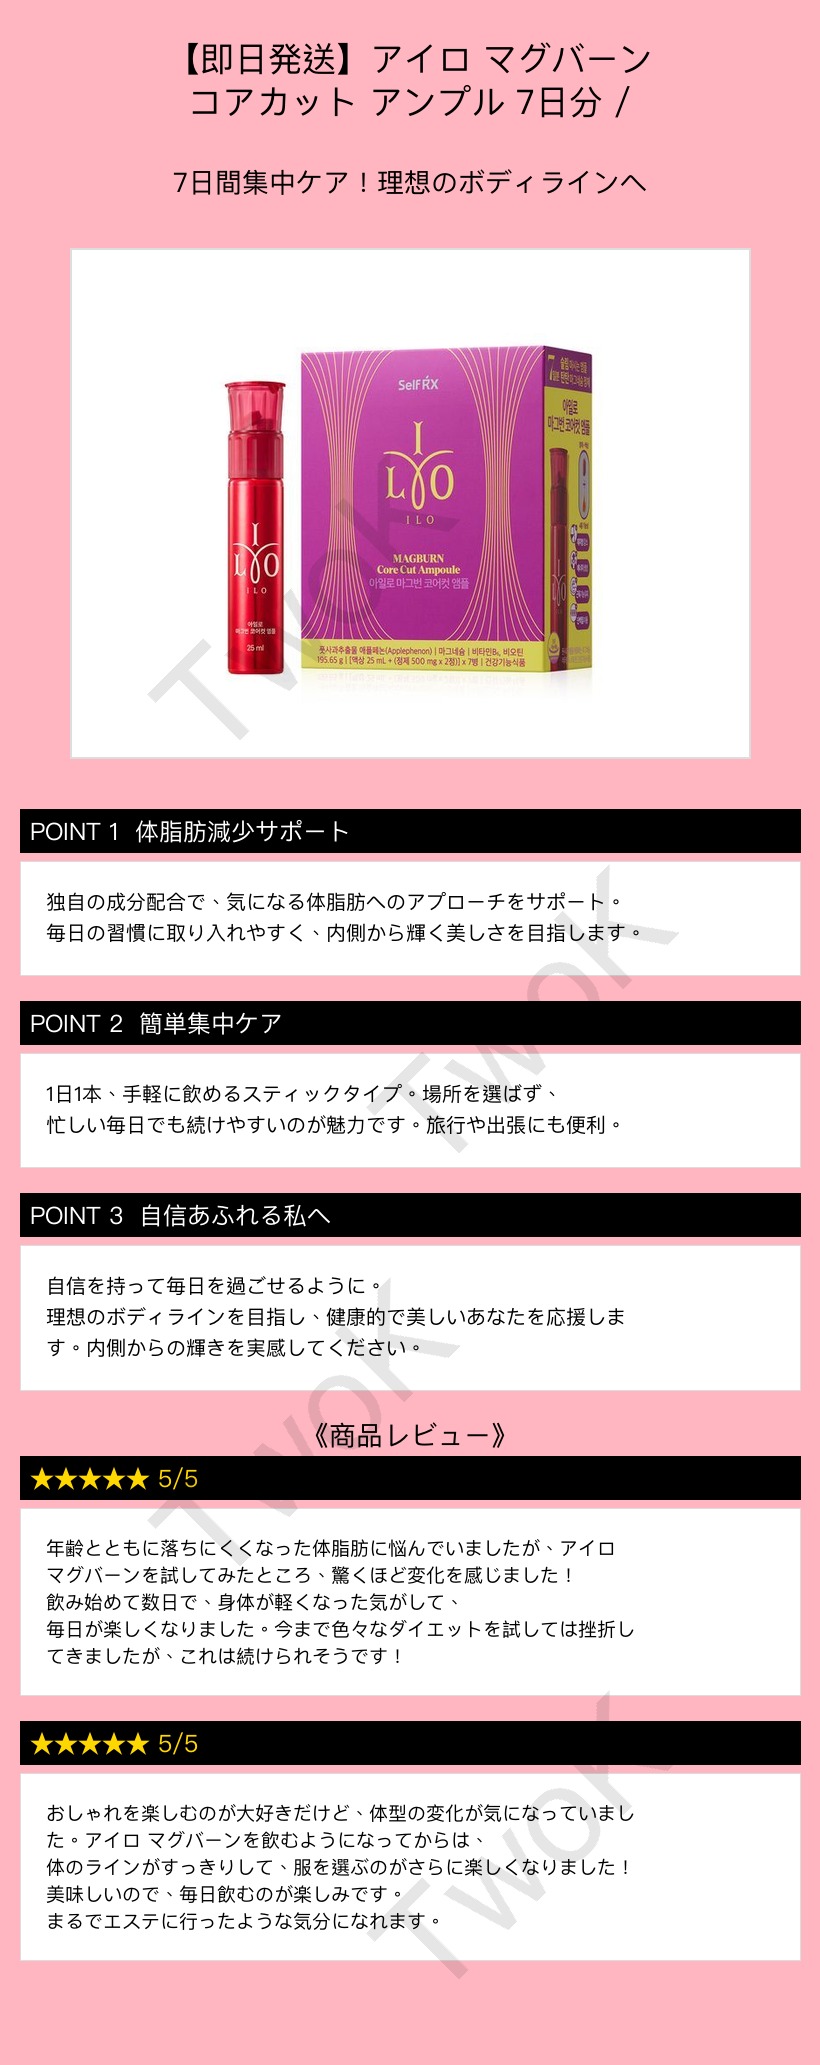 【即日発送】アイロ マグバーン
コアカット アンプル 7日分 /
7日間集中ケア！理想のボディラインへ
SelfRX
I
LO
ILO
MAGBURN
Core Cut Ampoule
아일로 마그번 코어컷 앰플
풋사과추출물 애플페논(Applephenon) | 마그네슘 | 비타민B₆, 비오틴
195.65 g | [액상 25 mL + (정제 500 mg x 2정)] x 7병 | 건강기능식품
아일로
마그번 코어컷 앰플
I
LO
ILO
아일로
마그번 코어컷 앰플
25 ml
TwoK
POINT 1 体脂肪減少サポート
独自の成分配合で、気になる体脂肪へのアプローチをサポート。
毎日の習慣に取り入れやすく、内側から輝く美しさを目指します。
TwoK
POINT 2 簡単集中ケア
1日1本、手軽に飲めるスティックタイプ。場所を選ばず、
忙しい毎日でも続けやすいのが魅力です。旅行や出張にも便利。
POINT 3 自信あふれる私へ
自信を持って毎日を過ごせるように。
理想のボディラインを目指し、健康的で美しいあなたを応援しま
す。内側からの輝きを実感してください。
TwoK
《商品レビュー》
★★★★★ 5/5
年齢とともに落ちにくくなった体脂肪に悩んでいましたが、アイロ
マグバーンを試してみたところ、驚くほど変化を感じました！
飲み始めて数日で、身体が軽くなった気がして、
毎日が楽しくなりました。今まで色々なダイエットを試しては挫折し
てきましたが、これは続けられそうです！
★★★★★ 5/5
おしゃれを楽しむのが大好きだけど、体型の変化が気になっていまし
た。アイロ マグバーンを飲むようになってからは、
体のラインがすっきりして、服を選ぶのがさらに楽しくなりました！
美味しいので、毎日飲むのが楽しみです。
まるでエステに行ったような気分になれます。
TwoK